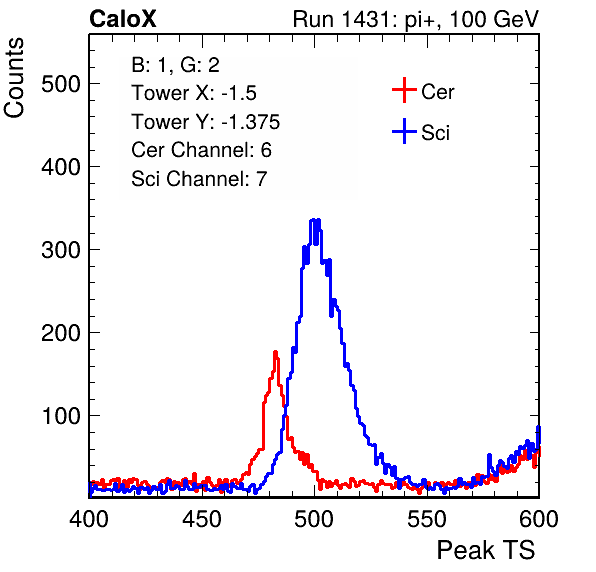 CaloX Run 1431: pi+, 100 GeV
B: 1, G: 2
Tower X: -1.5
Tower Y: -1.375
Cer Channel: 6
Sci Channel: 7
Cer
Sci
Counts
500
400
300
200
100
400 450 500 550 600
Peak TS